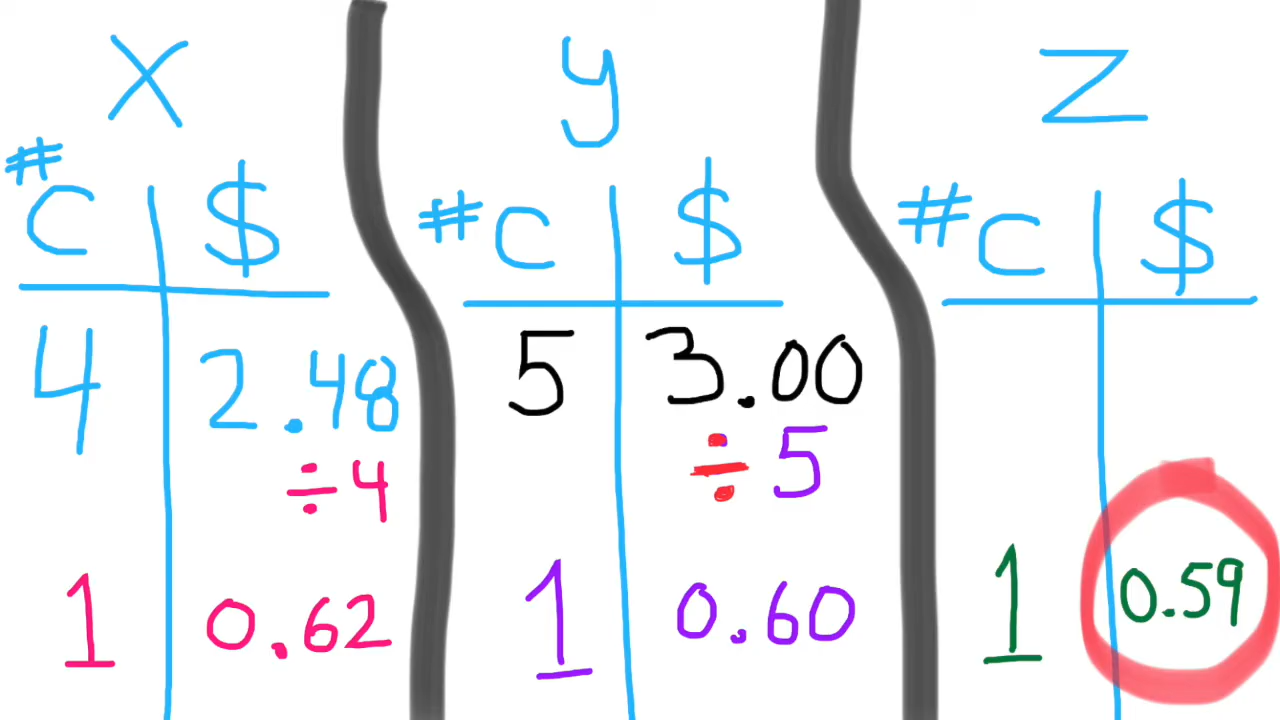 X
# C $
4 2.48
÷4
1 0.62
y
# C $
5 3.00
÷ 5
1 0.60
Z
# C $
1 0.59